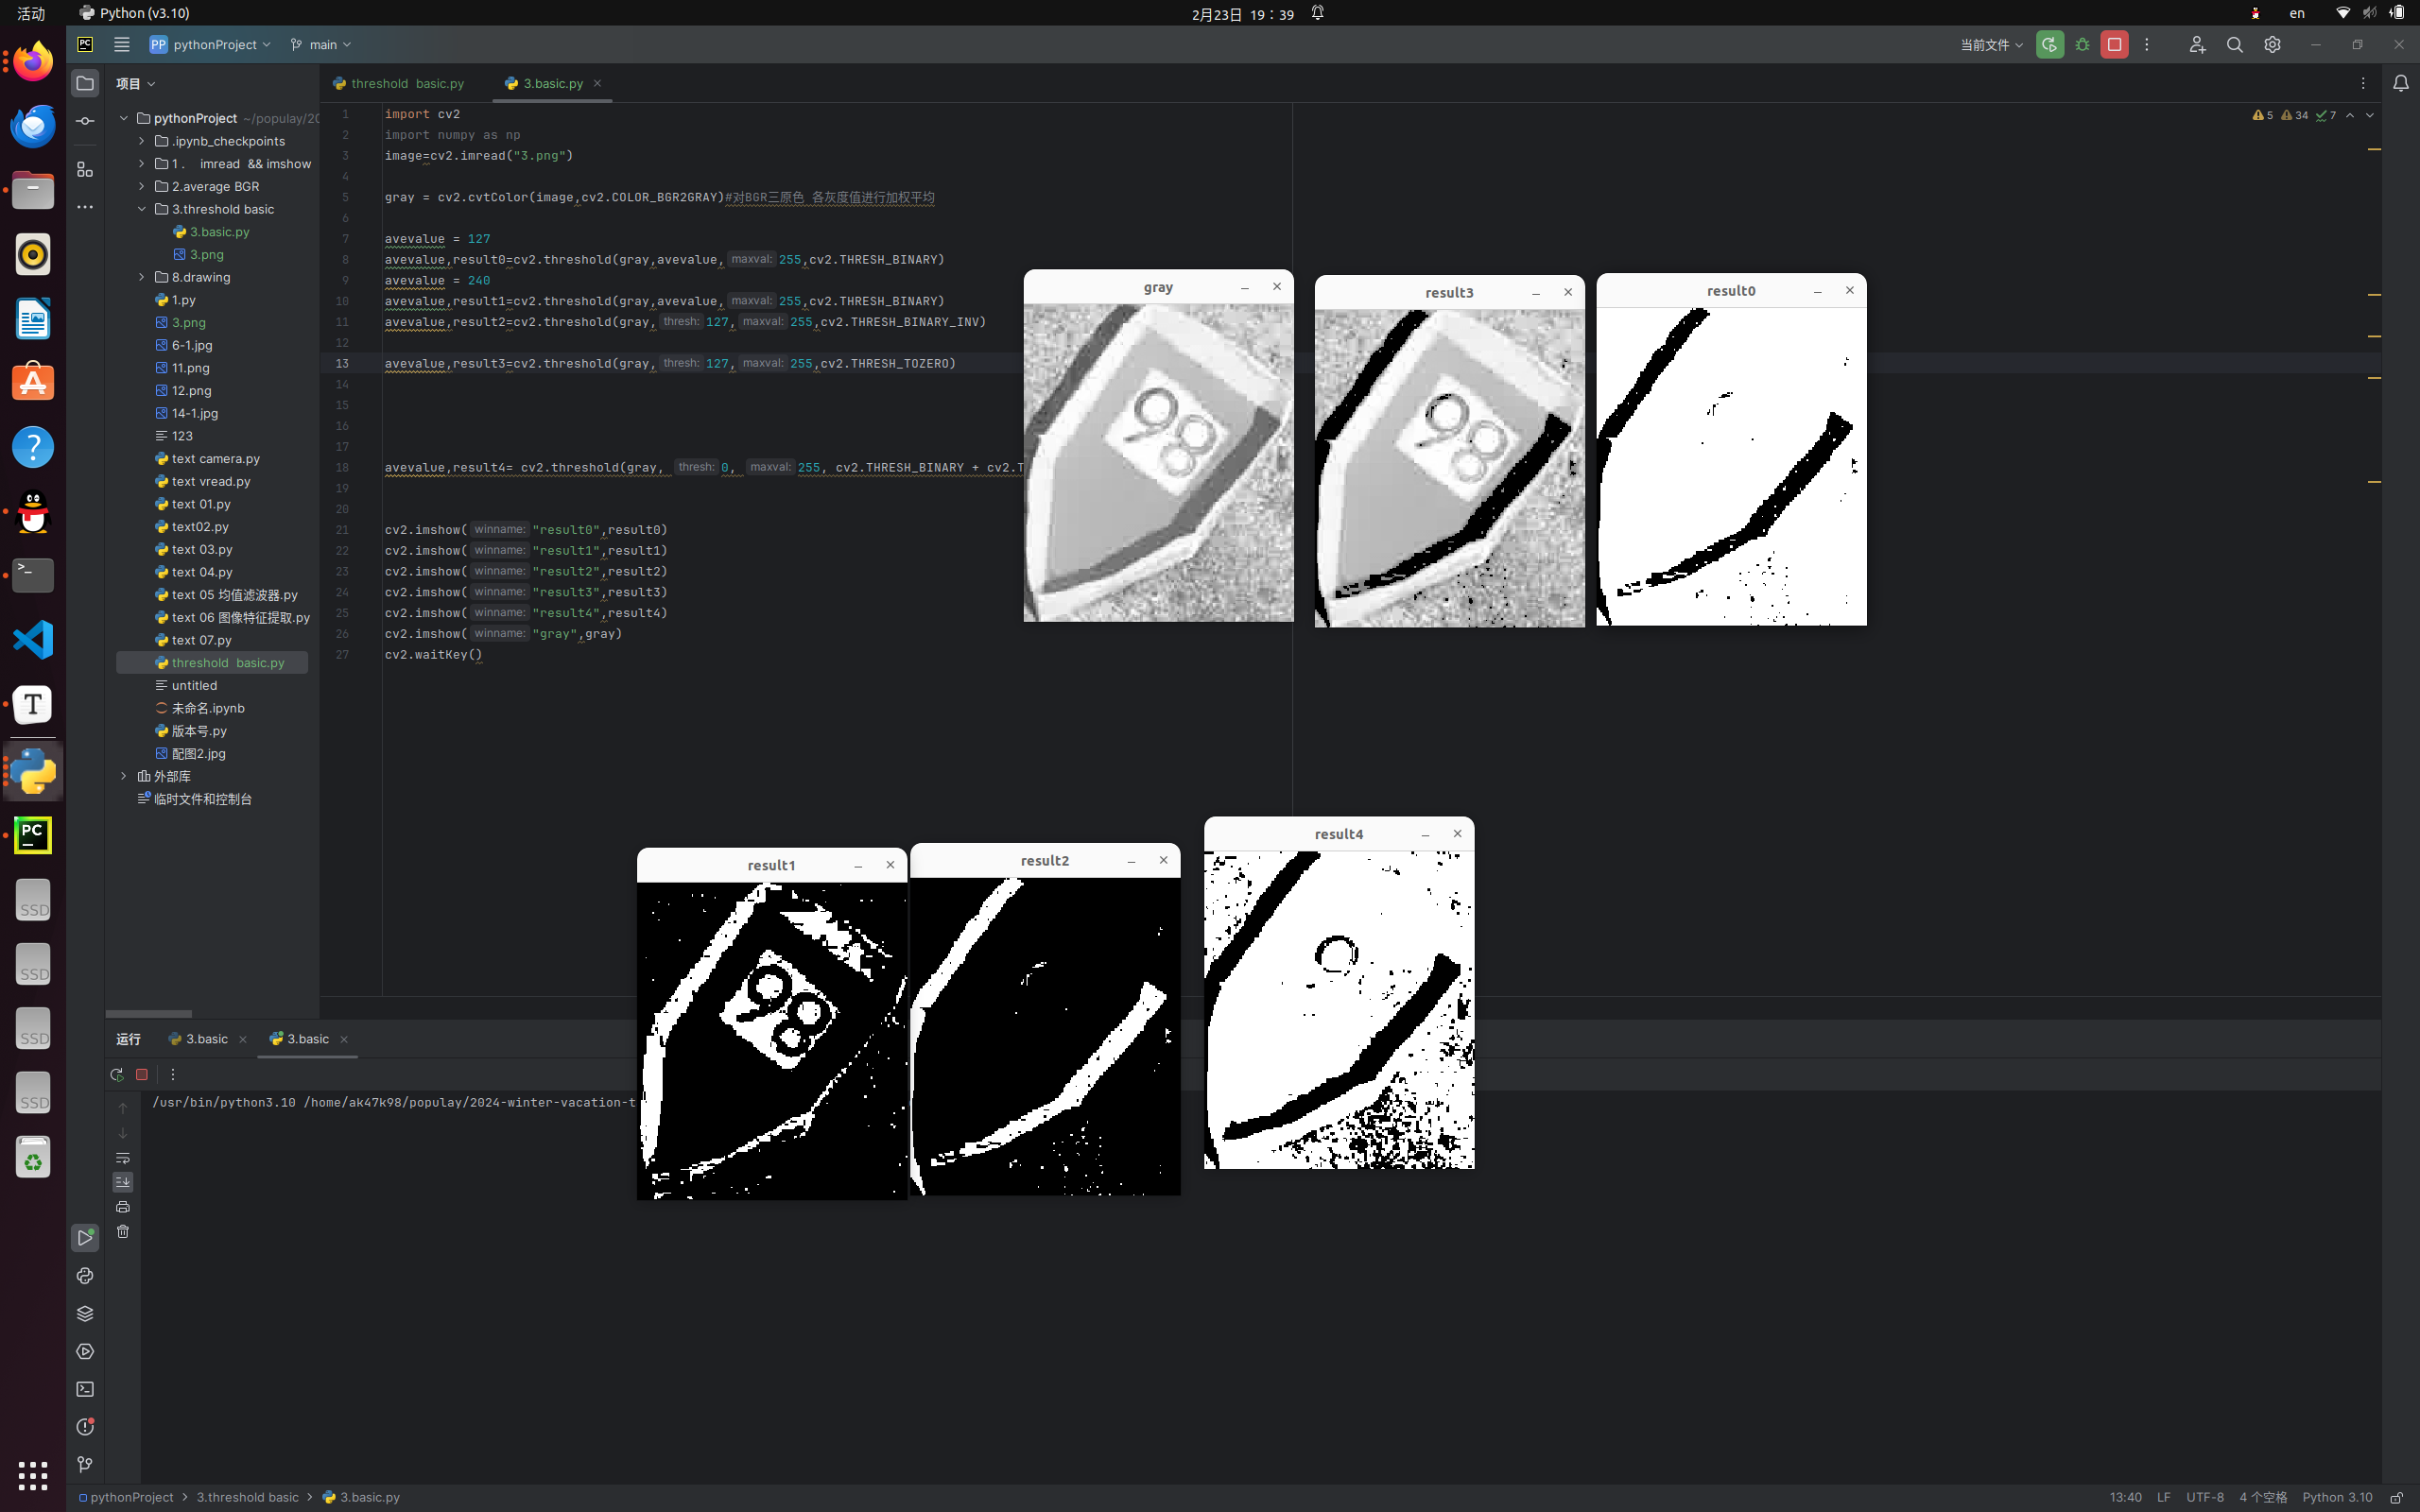 活动
Python (v3.10)
2月23日 19：39
en
PC
PP pythonProject
main
当前文件
项目
threshold basic.py
3.basic.py
pythonProject ~/populay/20
.ipynb_checkpoints
1 . imread && imshow
2.average BGR
3.threshold basic
3.basic.py
3.png
8.drawing
1.py
3.png
6-1.jpg
11.png
12.png
14-1.jpg
123
text camera.py
text vread.py
text 01.py
text02.py
text 03.py
text 04.py
text 05 均值滤波器.py
text 06 图像特征提取.py
text 07.py
threshold basic.py
untitled
未命名.ipynb
版本号.py
配图2.jpg
外部库
临时文件和控制台
5 34 7
1 import cv2
2 import numpy as np
3 image=cv2.imread("3.png")
4
5 gray = cv2.cvtColor(image,cv2.COLOR_BGR2GRAY)#对BGR三原色 各灰度值进行加权平均
6
7 avevalue = 127
8 avevalue,result0=cv2.threshold(gray,avevalue, maxval: 255,cv2.THRESH_BINARY)
9 avevalue = 240
10 avevalue,result1=cv2.threshold(gray,avevalue, maxval: 255,cv2.THRESH_BINARY)
11 avevalue,result2=cv2.threshold(gray, thresh: 127, maxval: 255,cv2.THRESH_BINARY_INV)
12
13 avevalue,result3=cv2.threshold(gray, thresh: 127, maxval: 255,cv2.THRESH_TOZERO)
14
15
16
17
18 avevalue,result4= cv2.threshold(gray, thresh: 0, maxval: 255, cv2.THRESH_BINARY + cv2.T
19
20
21 cv2.imshow( winname: "result0",result0)
22 cv2.imshow( winname: "result1",result1)
23 cv2.imshow( winname: "result2",result2)
24 cv2.imshow( winname: "result3",result3)
25 cv2.imshow( winname: "result4",result4)
26 cv2.imshow( winname: "gray",gray)
27 cv2.waitKey()
gray
98
result3
98
result0
result1
98
result2
result4
运行
3.basic
3.basic
/usr/bin/python3.10 /home/ak47k98/populay/2024-winter-vacation-t
T
PC
SSD
SSD
SSD
SSD
pythonProject > 3.threshold basic > 3.basic.py
13:40 LF UTF-8 4 个空格 Python 3.10